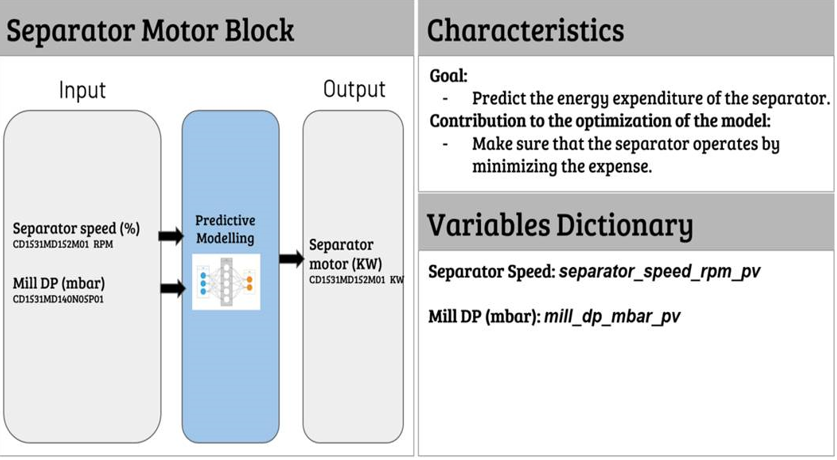 Separator Motor Block
Input
Output
Separator speed (%)
CD1531MD152M01 RPM
Mill DP (mbar)
CD1531MD140N05P01
Predictive
Modelling
Separator
motor (KW)
CD1531MD152M01 KW
Characteristics
Goal:
- Predict the energy expenditure of the separator.
Contribution to the optimization of the model:
- Make sure that the separator operates by
minimizing the expense.
Variables Dictionary
Separator Speed: separator_speed_rpm_pv
Mill DP (mbar): mill_dp_mbar_pv